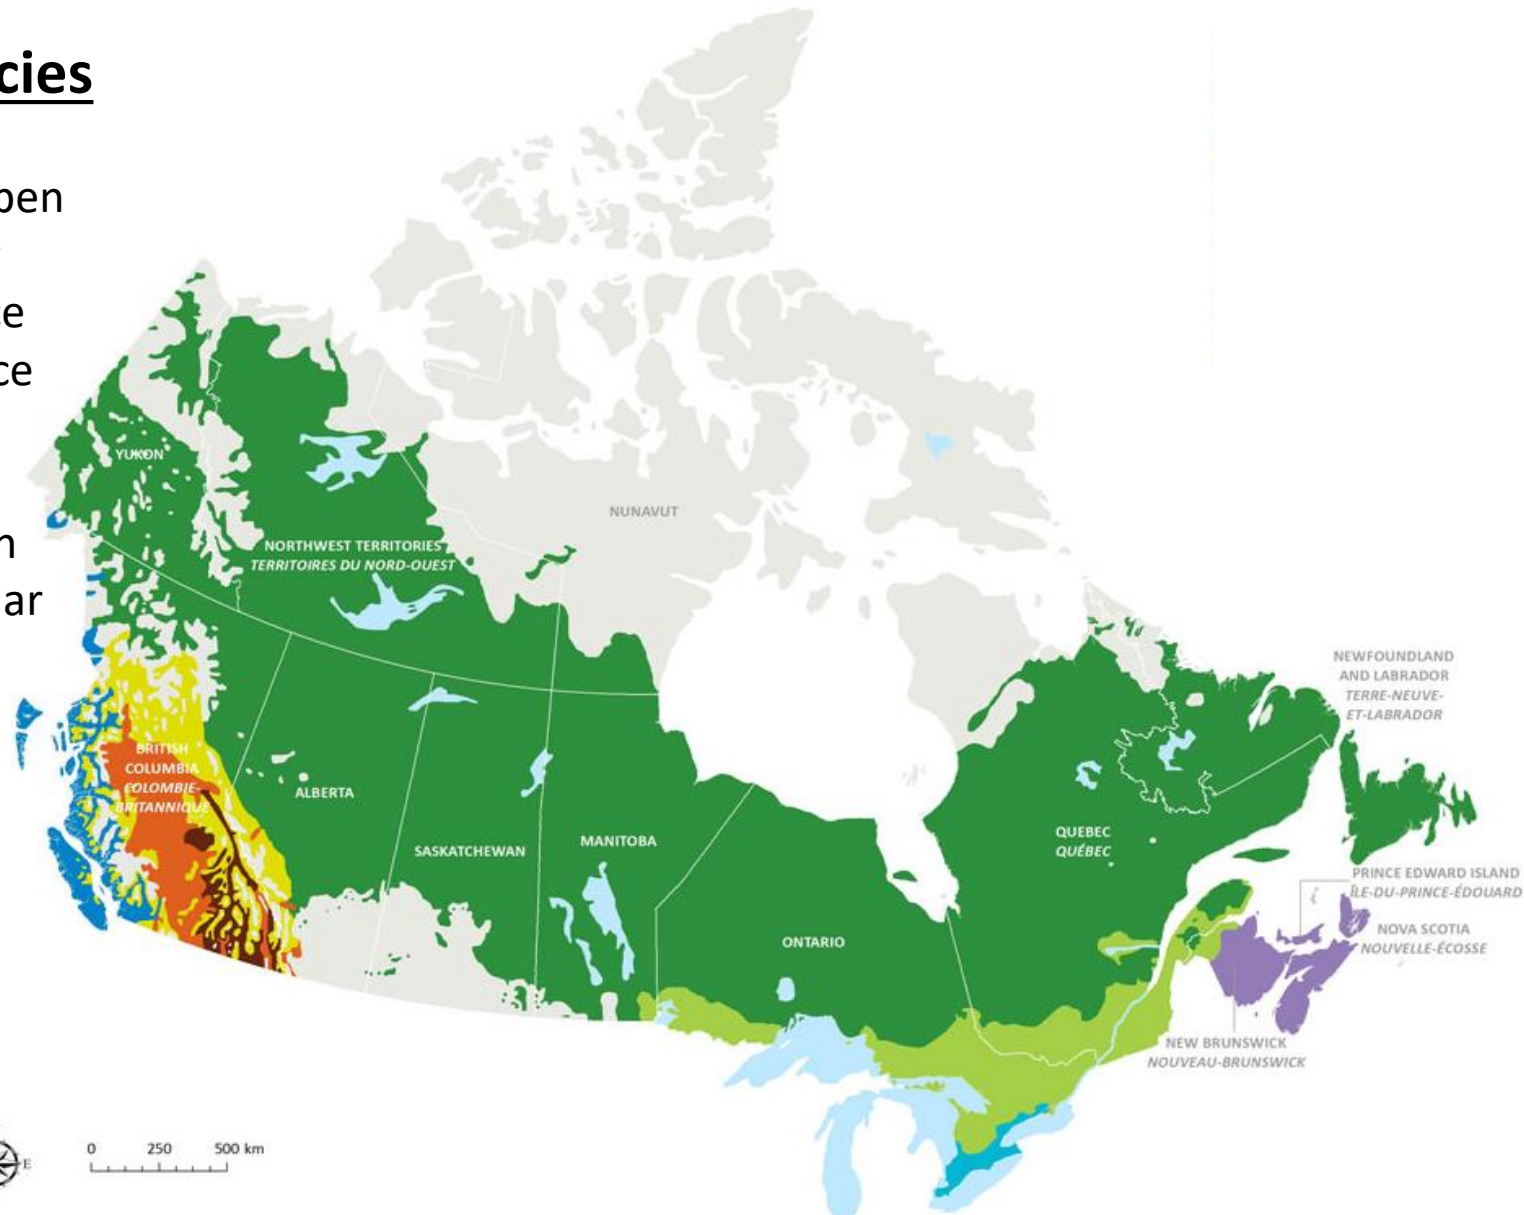 cies
pen
ce
ce
n
ar
YUKON
NUNAVUT
NORTHWEST TERRITORIES
TERRITOIRES DU NORD-OUEST
NEWFOUNDLAND
AND LABRADOR
TERRE-NEUVE-
ET-LABRADOR
BRITISH
COLUMBIA
COLOMBIE-
BRITANNIQUE
ALBERTA
SASKATCHEWAN
MANITOBA
QUEBEC
QUÉBEC
ONTARIO
PRINCE EDWARD ISLAND
ÎLE-DU-PRINCE-ÉDOUARD
NOVA SCOTIA
NOUVELLE-ÉCOSSE
NEW BRUNSWICK
NOUVEAU-BRUNSWICK
0 250 500 km
E